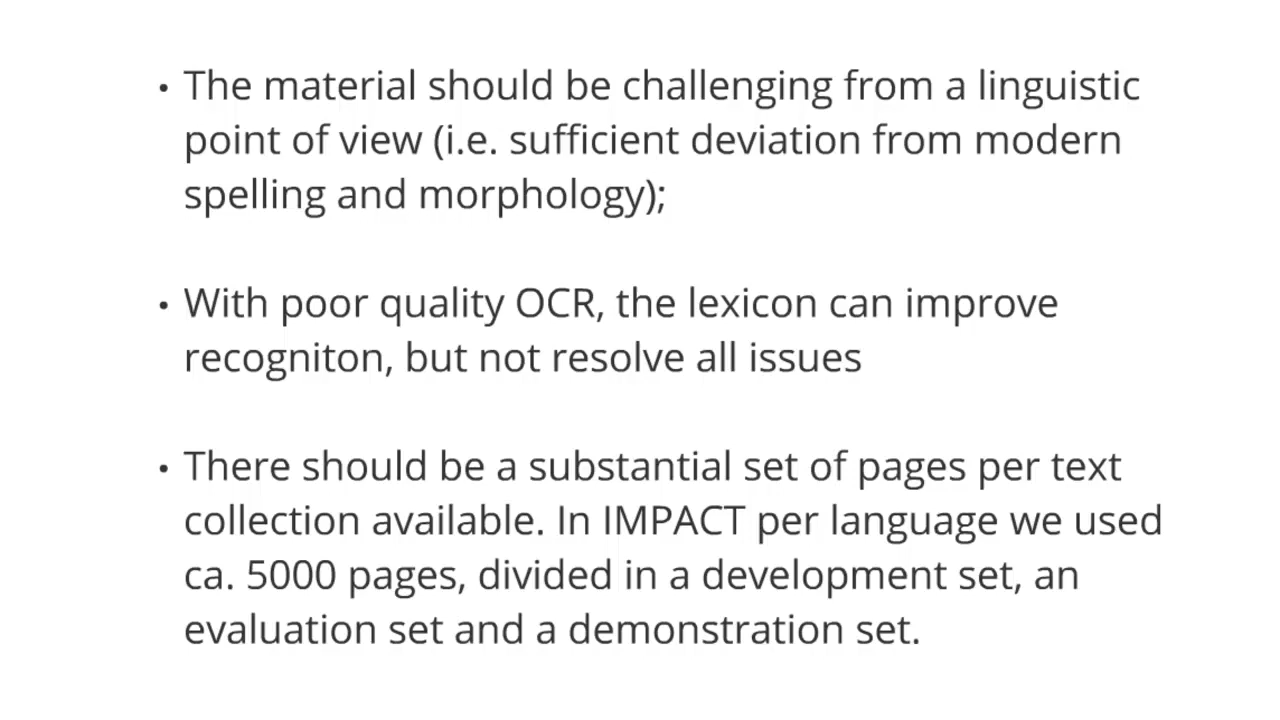 • The material should be challenging from a linguistic
point of view (i.e. sufficient deviation from modern
spelling and morphology);
• With poor quality OCR, the lexicon can improve
recogniton, but not resolve all issues
• There should be a substantial set of pages per text
collection available. In IMPACT per language we used
ca. 5000 pages, divided in a development set, an
evaluation set and a demonstration set.